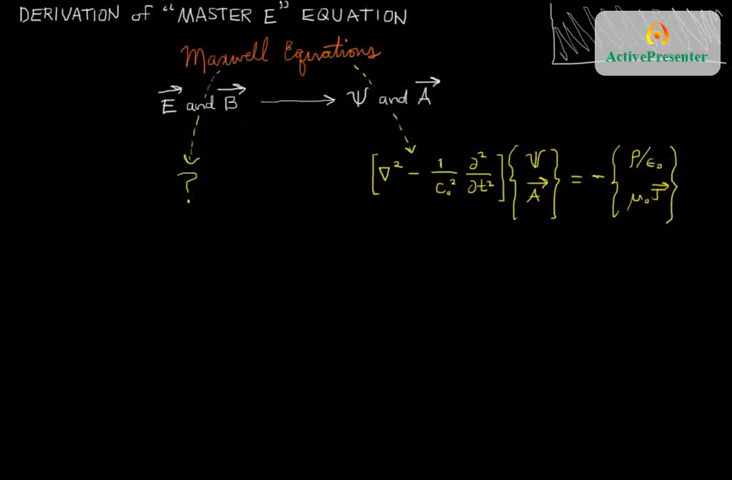 DERIVATION of "MASTER E" EQUATION
ActivePresenter
Maxwell Equations
E⃗ and B⃗ → Ψ and A⃗
?
[∇² − 1/C₀² ∂²/∂t²] {Ψ A⃗} = − {ρ/ε₀ μ₀J⃗}